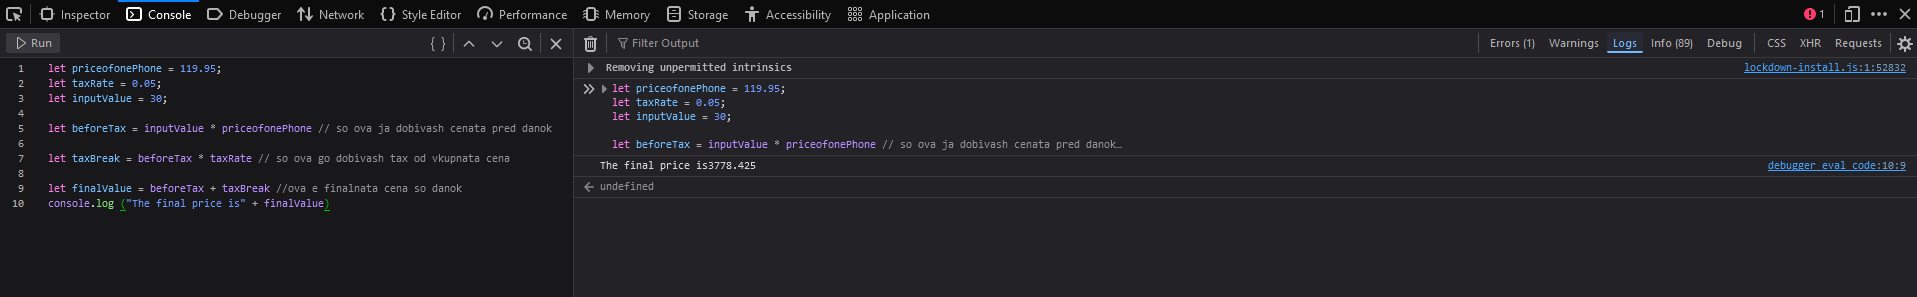 Inspector Console Debugger Network Style Editor Performance Memory Storage Accessibility Application 1
Run { }
Filter Output Errors (1) Warnings Logs Info (89) Debug CSS XHR Requests
1 let priceofonePhone = 119.95;
2 let taxRate = 0.05;
3 let inputValue = 30;
4
5 let beforeTax = inputValue * priceofonePhone // so ova ja dobivash cenata pred danok
6
7 let taxBreak = beforeTax * taxRate // so ova go dobivash tax od vkupnata cena
8
9 let finalValue = beforeTax + taxBreak //ova e finalnata cena so danok
10 console.log ("The final price is" + finalValue)
Removing unpermitted intrinsics lockdown-install.js:1:52832
let priceofonePhone = 119.95;
let taxRate = 0.05;
let inputValue = 30;
let beforeTax = inputValue * priceofonePhone // so ova ja dobivash cenata pred danok…
The final price is3778.425 debugger eval code:10:9
undefined